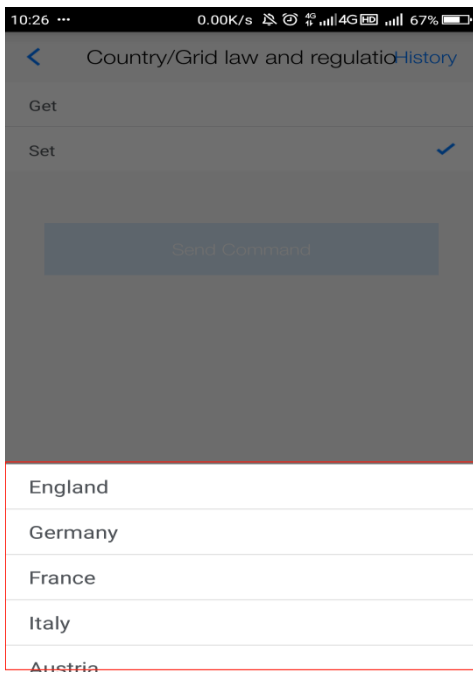 10:26 ... 0.00K/s 4G 4G HD 67%
Country/Grid law and regulatio History
Get
Set
Send Command
England
Germany
France
Italy
Austria